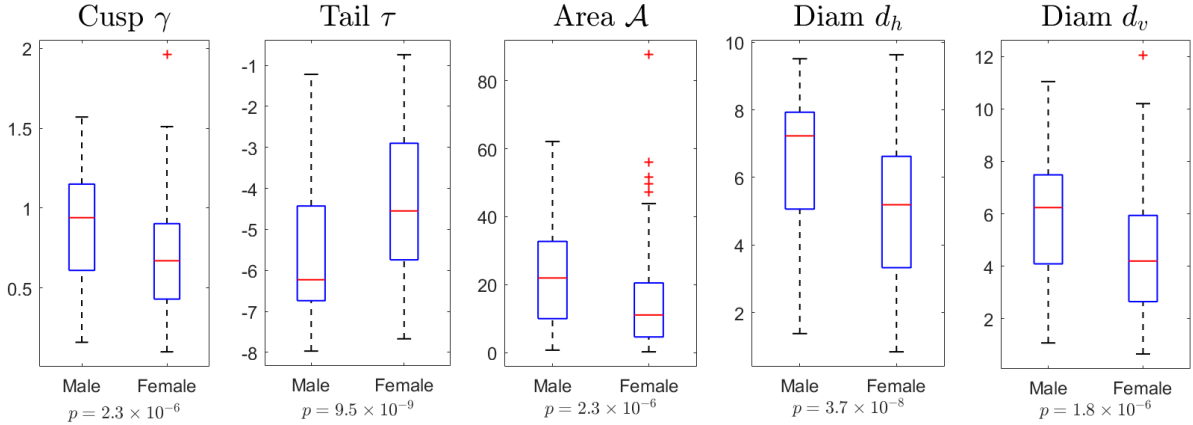 Cusp γ
2
1.5
1
0.5
Male Female
p = 2.3 × 10⁻⁶
Tail τ
-1
-2
-3
-4
-5
-6
-7
-8
Male Female
p = 9.5 × 10⁻⁹
Area 𝒜
80
60
40
20
0
Male Female
p = 2.3 × 10⁻⁶
Diam d_h
10
8
6
4
2
Male Female
p = 3.7 × 10⁻⁸
Diam d_v
12
10
8
6
4
2
Male Female
p = 1.8 × 10⁻⁶